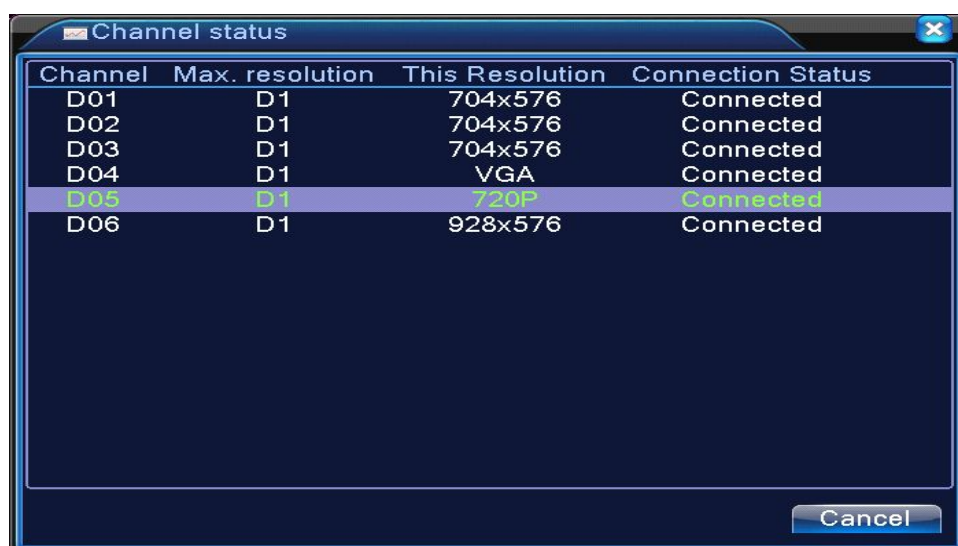 Channel status
Channel Max. resolution This Resolution Connection Status
D01 D1 704x576 Connected
D02 D1 704x576 Connected
D03 D1 704x576 Connected
D04 D1 VGA Connected
D05 D1 720P Connected
D06 D1 928x576 Connected
Cancel